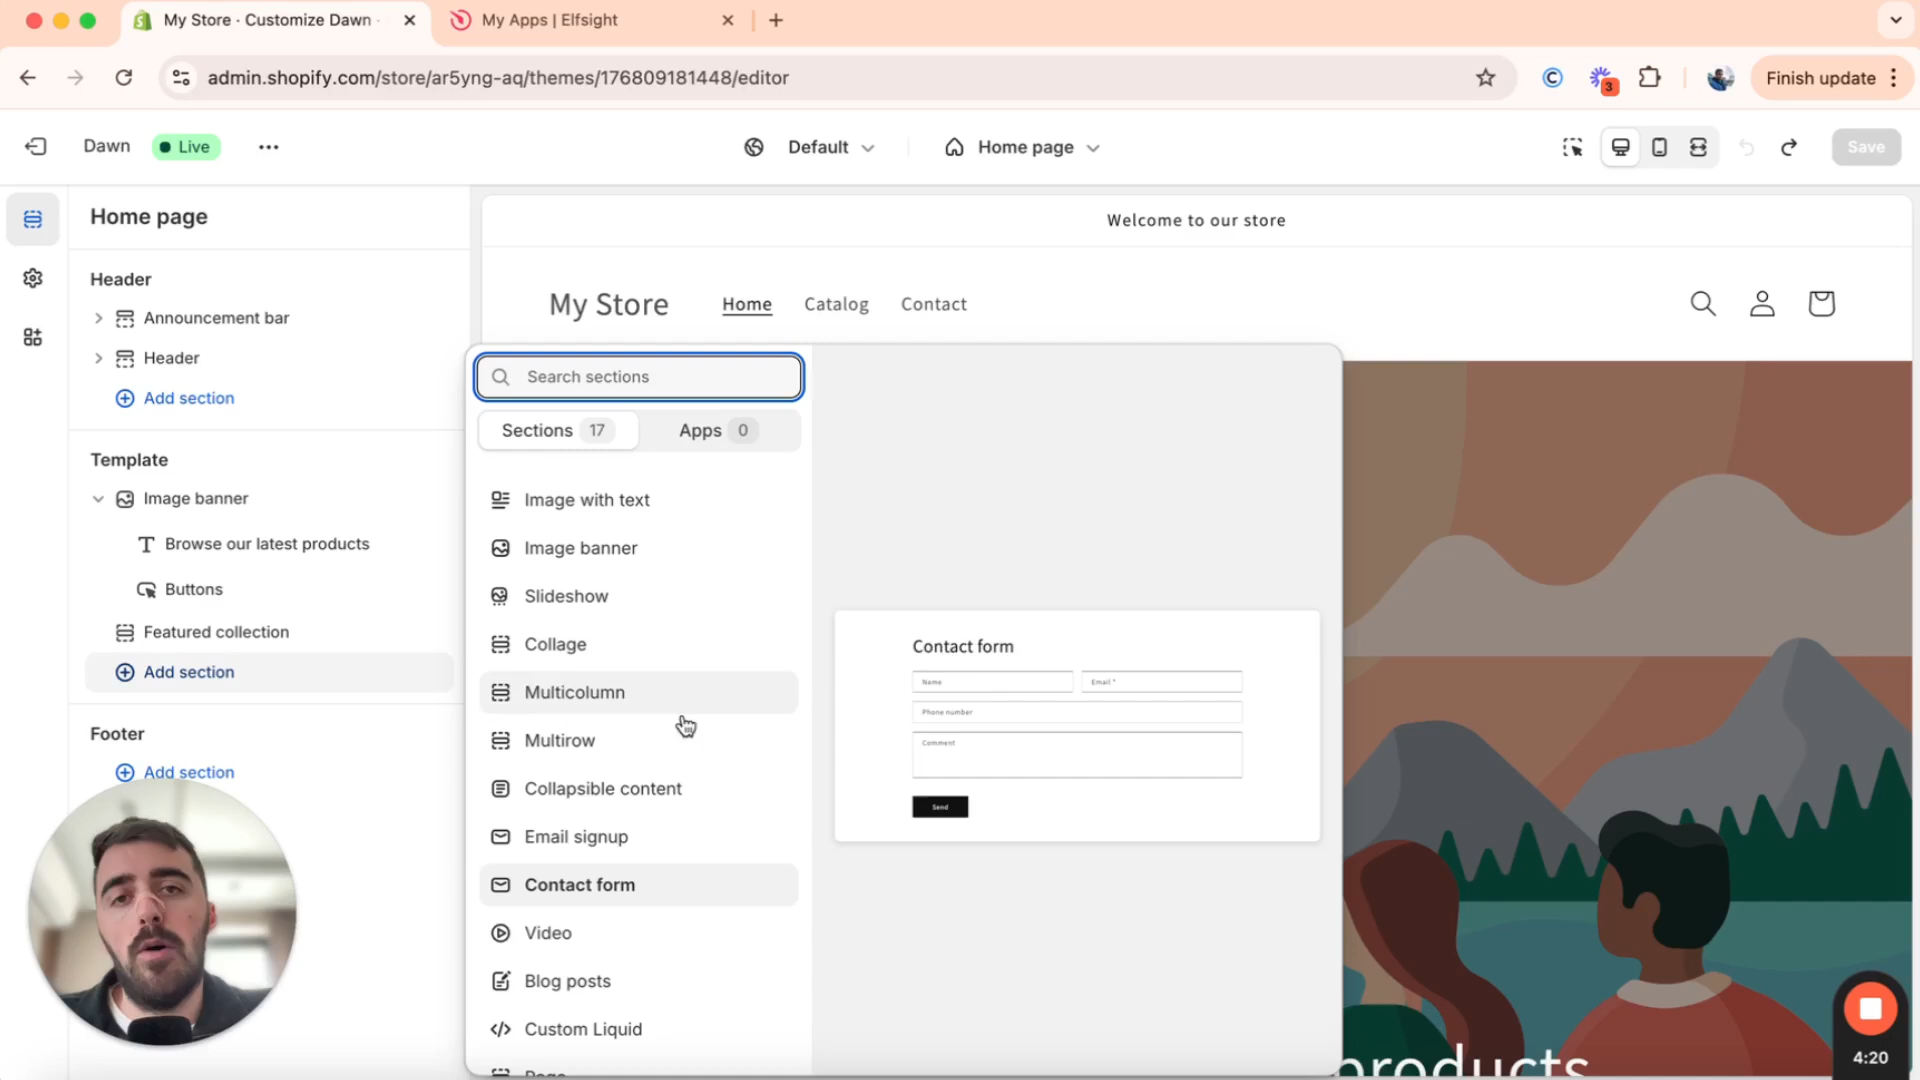 My Store · Customize Dawn ·
My Apps | Elfsight
admin.shopify.com/store/ar5yng-aq/themes/176809181448/editor
3
Finish update
Dawn
Live
Default
Home page
Save
Home page
Header
Announcement bar
Header
Add section
Template
Image banner
Browse our latest products
Buttons
Featured collection
Add section
Footer
Add section
Welcome to our store
My Store
Home
Catalog
Contact
Search sections
Sections 17
Apps 0
Image with text
Image banner
Slideshow
Collage
Multicolumn
Multirow
Collapsible content
Email signup
Contact form
Video
Blog posts
Custom Liquid
Page
Contact form
Name
Email *
Phone number
Comment
Send
products
4:20